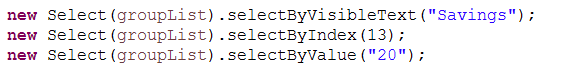 new Select(groupList).selectByVisibleText("Savings");
new Select(groupList).selectByIndex(13);
new Select(groupList).selectByValue("20");